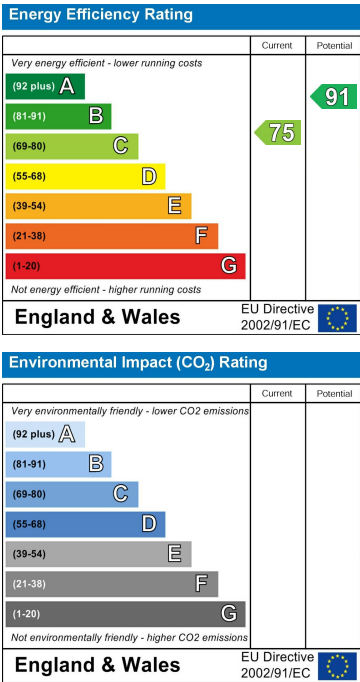 Energy Efficiency Rating
Current Potential
Very energy efficient - lower running costs
(92 plus) A
(81-91) B
(69-80) C
(55-68) D
(39-54) E
(21-38) F
(1-20) G
75
91
Not energy efficient - higher running costs
England & Wales
EU Directive
2002/91/EC
Environmental Impact (CO₂) Rating
Current Potential
Very environmentally friendly - lower CO2 emissions
(92 plus) A
(81-91) B
(69-80) C
(55-68) D
(39-54) E
(21-38) F
(1-20) G
Not environmentally friendly - higher CO2 emissions
England & Wales
EU Directive
2002/91/EC